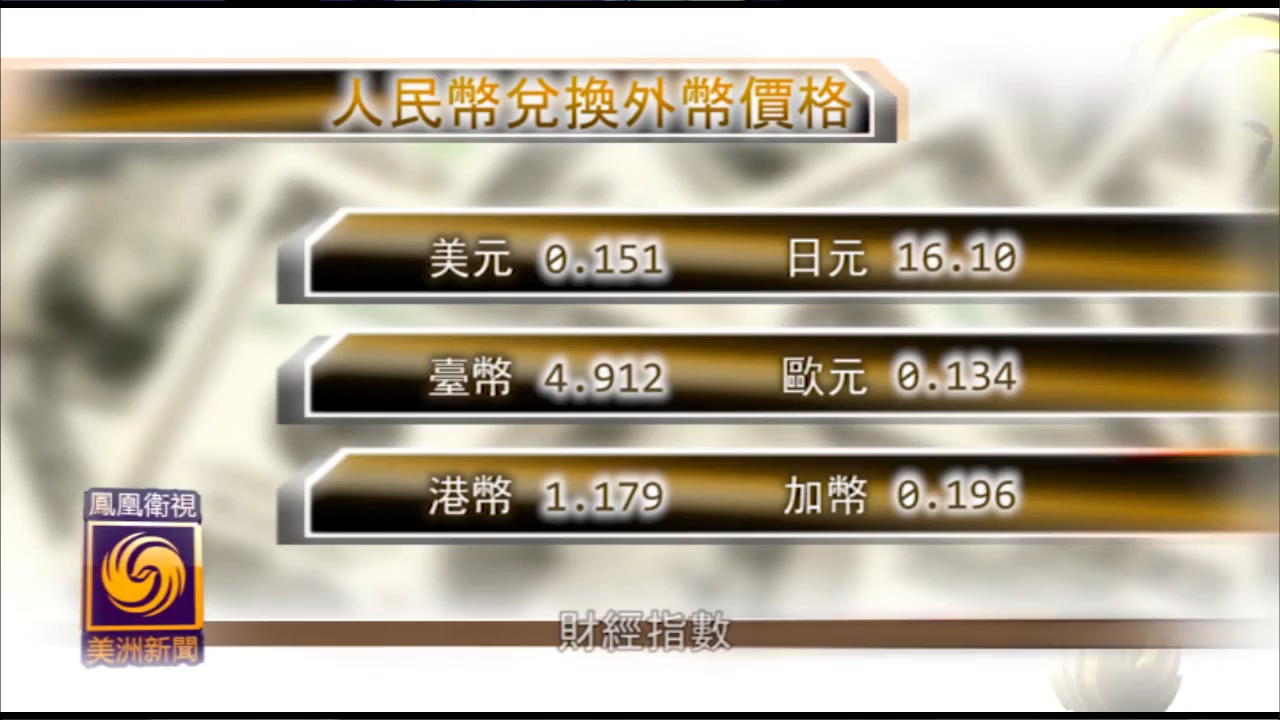 人民幣兌換外幣價格
美元 0.151 日元 16.10
臺幣 4.912 歐元 0.134
港幣 1.179 加幣 0.196
鳳凰衛視
美洲新聞
財經指數